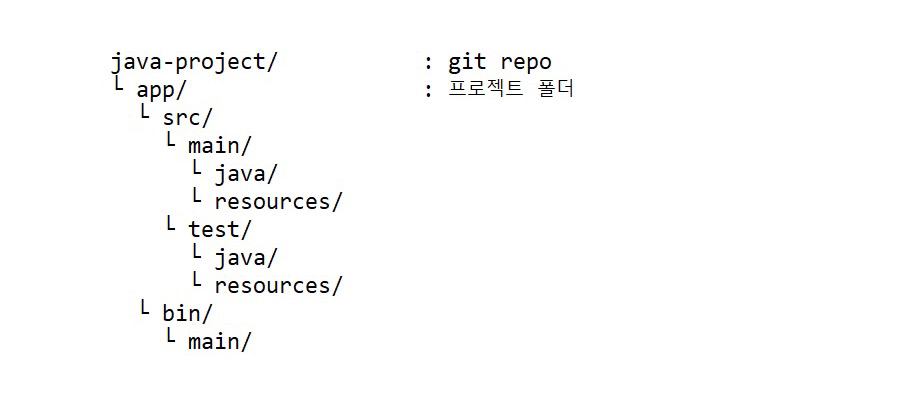 java-project/ : git repo
└ app/ : 프로젝트 폴더
└ src/
└ main/
└ java/
└ resources/
└ test/
└ java/
└ resources/
└ bin/
└ main/